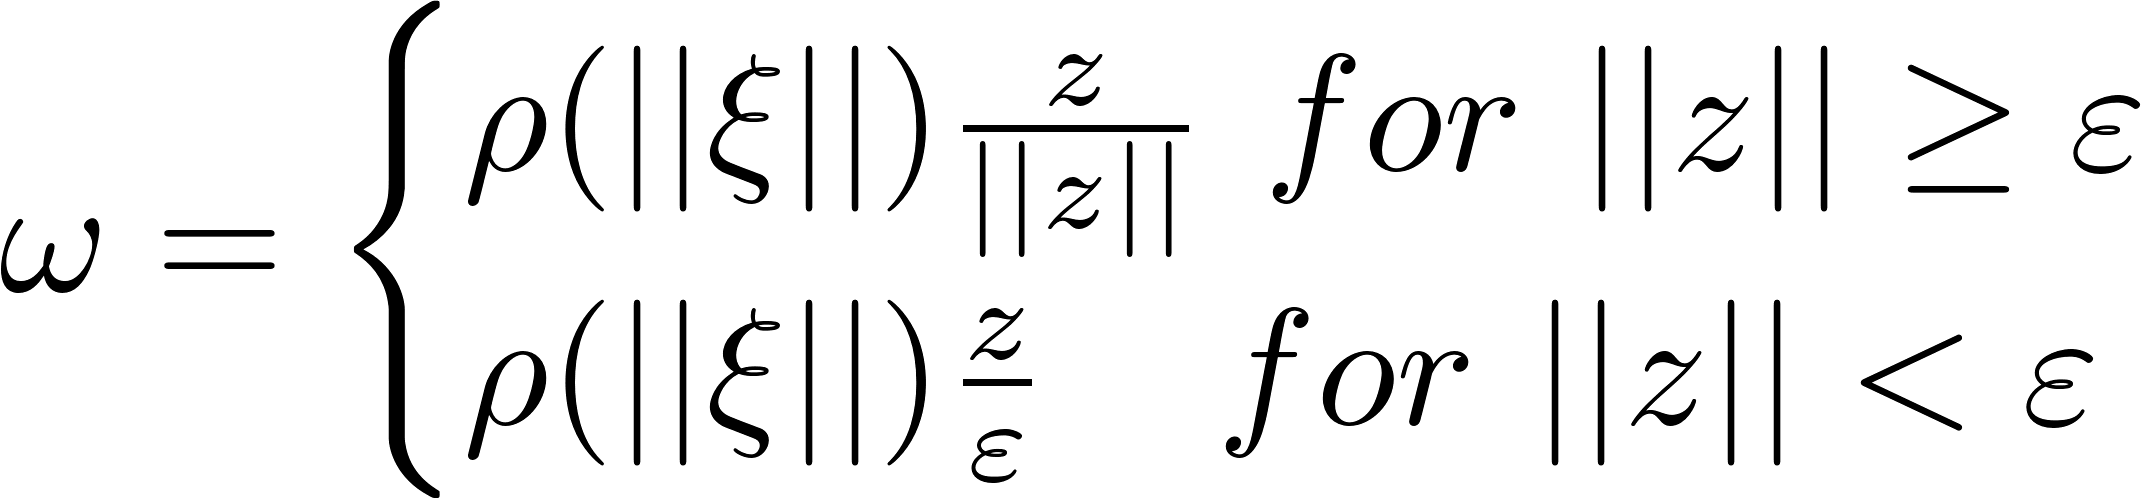 ω = { ρ(||ξ||) z/||z|| for ||z|| ≥ ε
ρ(||ξ||) z/ε for ||z|| < ε